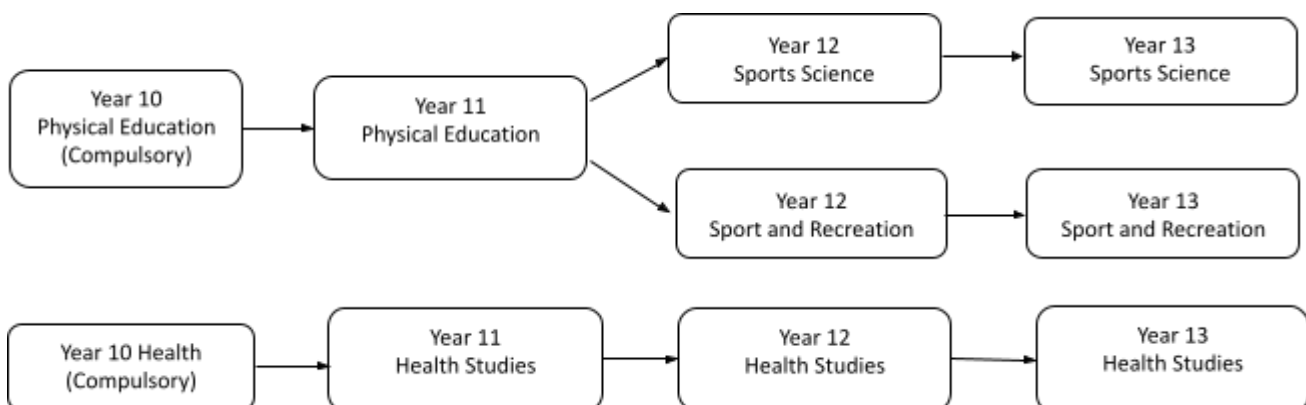 Year 12
Sports Science
Year 13
Sports Science
Year 10
Physical Education
(Compulsory)
Year 11
Physical Education
Year 12
Sport and Recreation
Year 13
Sport and Recreation
Year 10 Health
(Compulsory)
Year 11
Health Studies
Year 12
Health Studies
Year 13
Health Studies